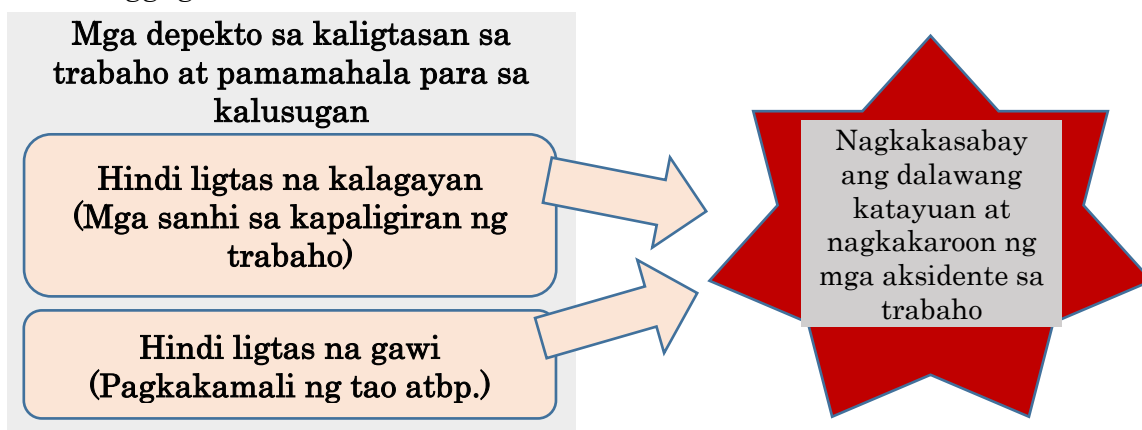 Mga depekto sa kaligtasan sa
trabaho at pamamahala para sa
kalusugan
Hindi ligtas na kalagayan
(Mga sanhi sa kapaligiran ng
trabaho)
Hindi ligtas na gawi
(Pagkakamali ng tao atbp.)
Nagkakasabay
ang dalawang
katayuan at
nagkakaroon ng
mga aksidente sa
trabaho